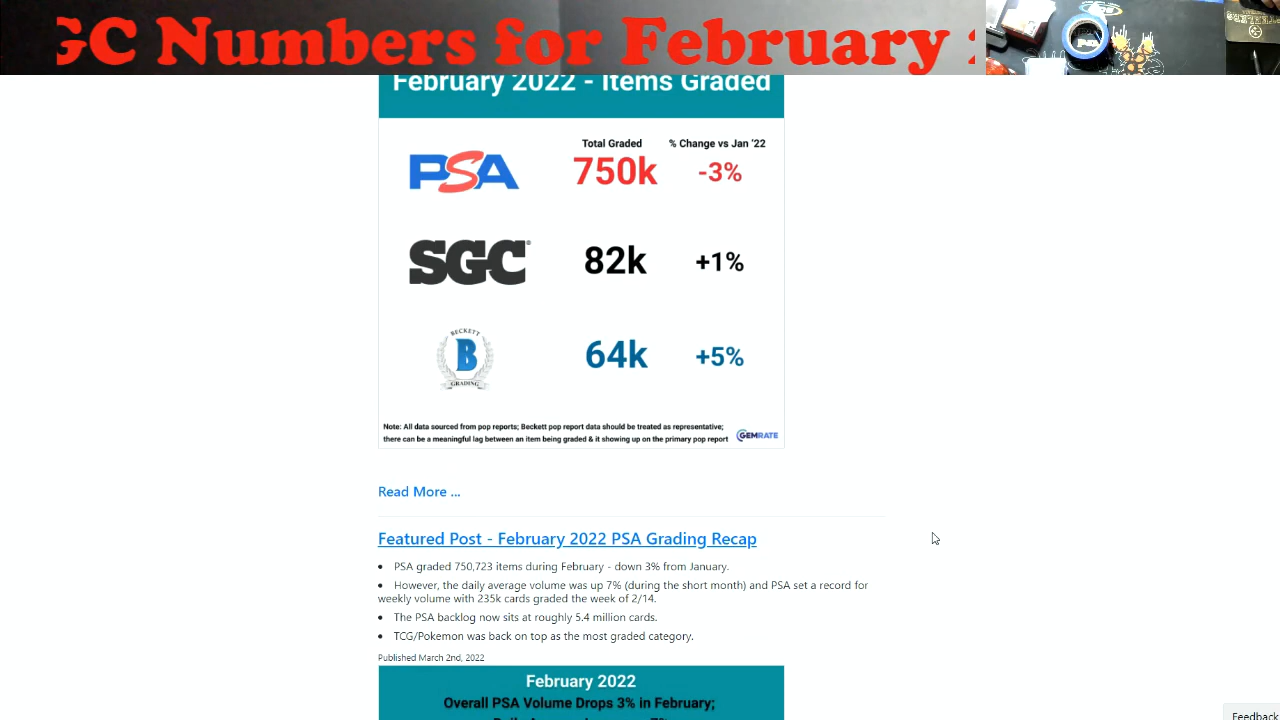 GC Numbers for February 2
February 2022 - Items Graded
Total Graded % Change vs Jan '22
PSA 750k -3%
SGC® 82k +1%
BECKETT B GRADING 64k +5%
Note: All data sourced from pop reports; Beckett pop report data should be treated as representative;
there can be a meaningful lag between an item being graded & it showing up on the primary pop report GEMRATE
Read More ...
Featured Post - February 2022 PSA Grading Recap
• PSA graded 750,723 items during February - down 3% from January.
• However, the daily average volume was up 7% (during the short month) and PSA set a record for
weekly volume with 235k cards graded the week of 2/14.
• The PSA backlog now sits at roughly 5.4 million cards.
• TCG/Pokemon was back on top as the most graded category.
Published March 2nd, 2022
February 2022
Overall PSA Volume Drops 3% in February;
Feedback